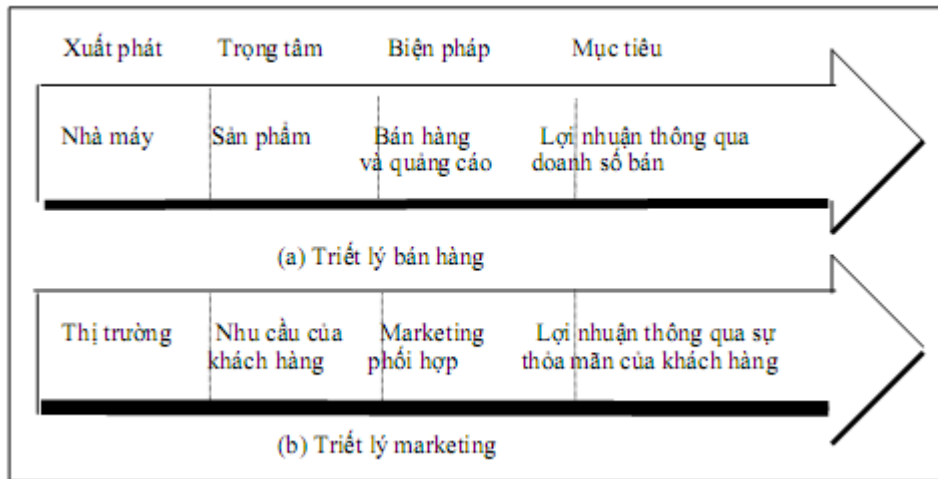 Xuất phát Trọng tâm Biện pháp Mục tiêu
Nhà máy Sản phẩm Bán hàng Lợi nhuận thông qua
và quảng cáo doanh số bán
(a) Triết lý bán hàng
Thị trường Nhu cầu của Marketing Lợi nhuận thông qua sự
khách hàng phối hợp thỏa mãn của khách hàng
(b) Triết lý marketing